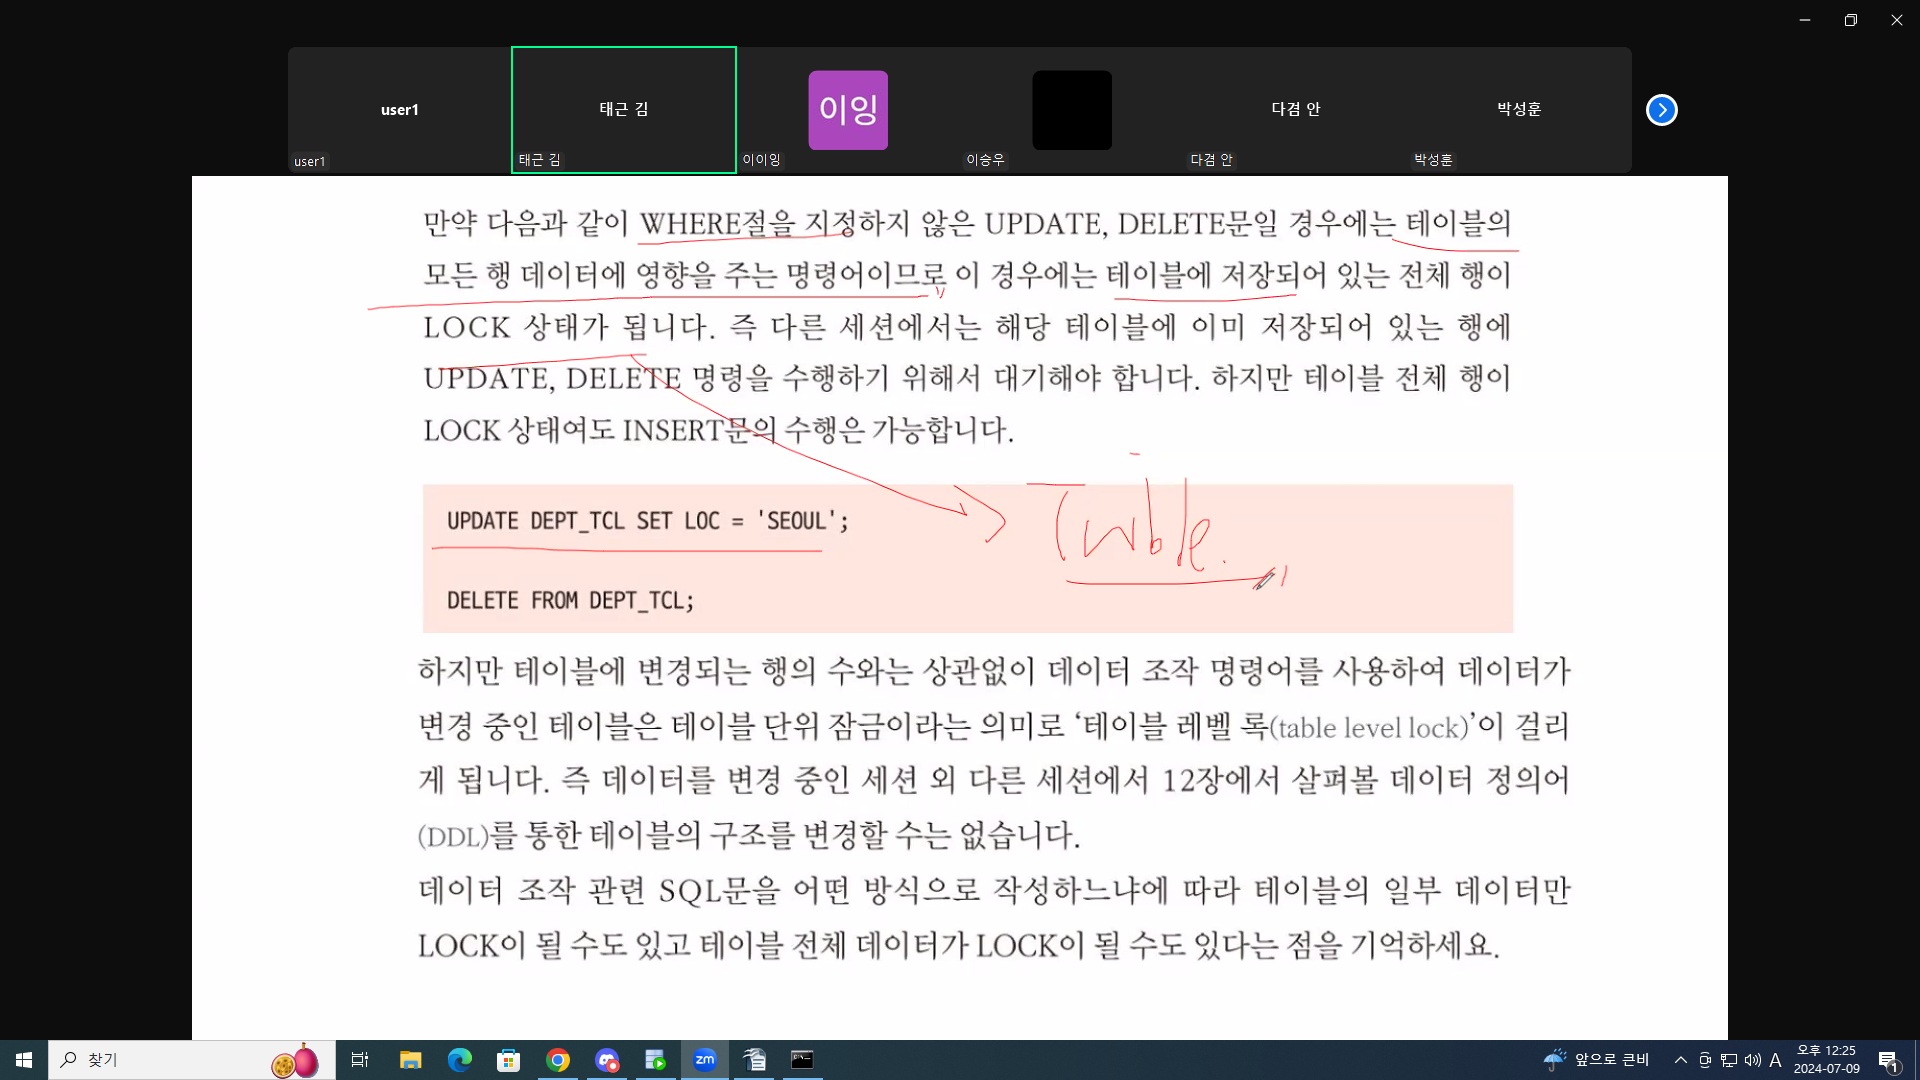 user1
태근 김
이잉
다겸 안
박성훈
user1
태근 김
이이잉
이승우
다겸 안
박성훈
만약 다음과 같이 WHERE절을 지정하지 않은 UPDATE, DELETE문일 경우에는 테이블의
모든 행 데이터에 영향을 주는 명령어이므로 이 경우에는 테이블에 저장되어 있는 전체 행이
LOCK 상태가 됩니다. 즉 다른 세션에서는 해당 테이블에 이미 저장되어 있는 행에
UPDATE, DELETE 명령을 수행하기 위해서 대기해야 합니다. 하지만 테이블 전체 행이
LOCK 상태여도 INSERT문의 수행은 가능합니다.
UPDATE DEPT_TCL SET LOC = 'SEOUL';
Table.
DELETE FROM DEPT_TCL;
하지만 테이블에 변경되는 행의 수와는 상관없이 데이터 조작 명령어를 사용하여 데이터가
변경 중인 테이블은 테이블 단위 잠금이라는 의미로 ‘테이블 레벨 록(table level lock)’이 걸리
게 됩니다. 즉 데이터를 변경 중인 세션 외 다른 세션에서 12장에서 살펴볼 데이터 정의어
(DDL)를 통한 테이블의 구조를 변경할 수는 없습니다.
데이터 조작 관련 SQL문을 어떤 방식으로 작성하느냐에 따라 테이블의 일부 데이터만
LOCK이 될 수도 있고 테이블 전체 데이터가 LOCK이 될 수도 있다는 점을 기억하세요.
찾기
zm
앞으로 큰비
A
오후 12:25
2024-07-09
1